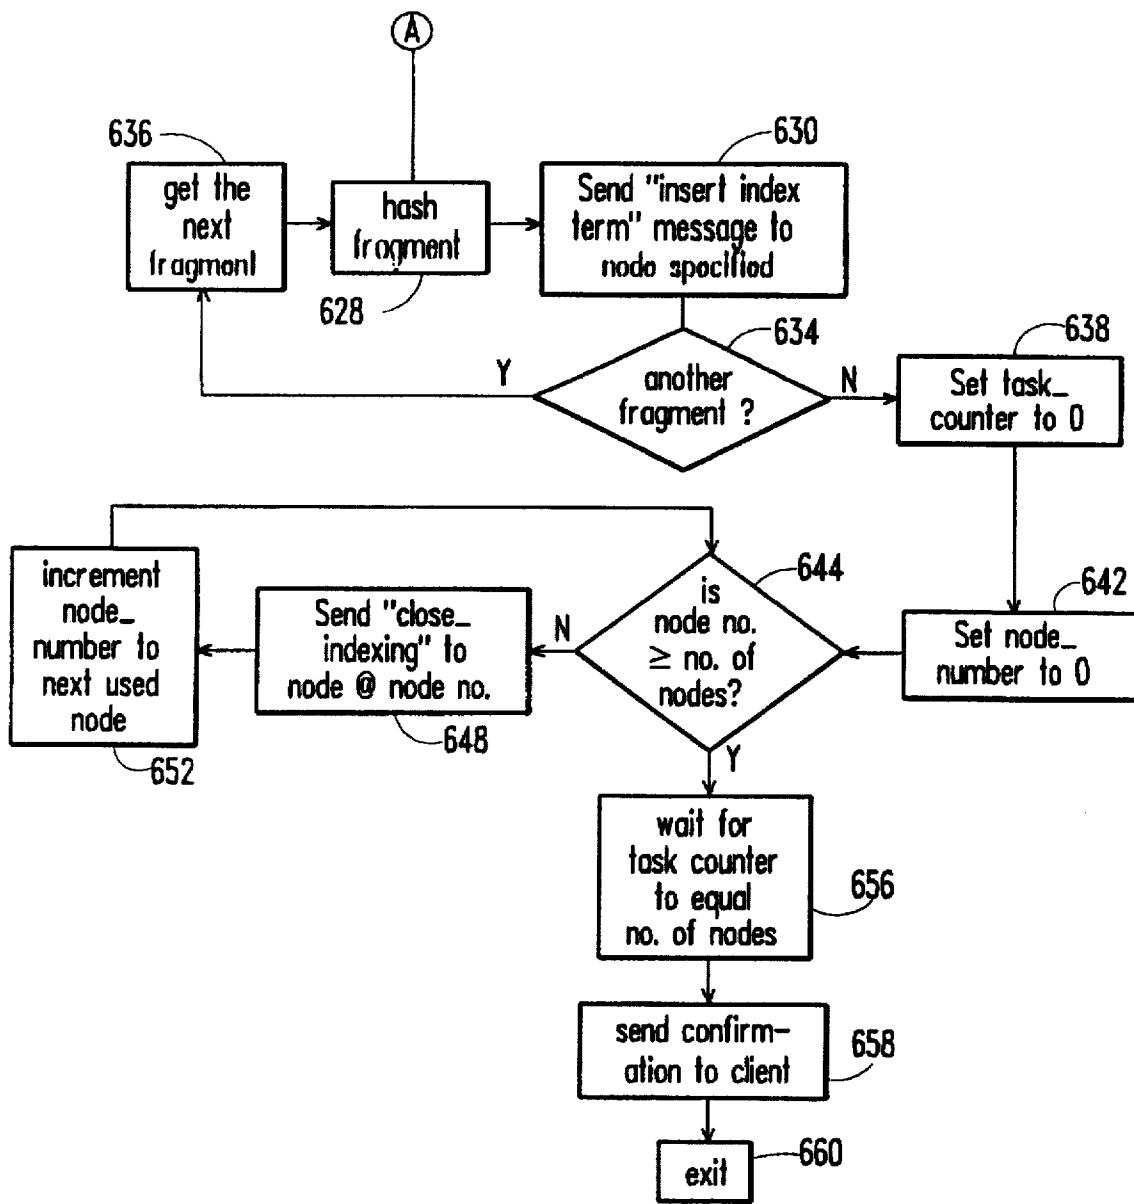 A
636
get the
next
fragment
hash
fragment
628
630
Send "insert index
term" message to
node specified
634
another
fragment ?
Y
N
638
Set task_
counter to 0
642
Set node_
number to 0
644
is
node no.
≥ no. of
nodes?
N
Y
Send "close_
indexing" to
node @ node no.
648
increment
node_
number to
next used
node
652
wait for
task counter
to equal
no. of nodes
656
send confirm-
ation to client
658
exit
660